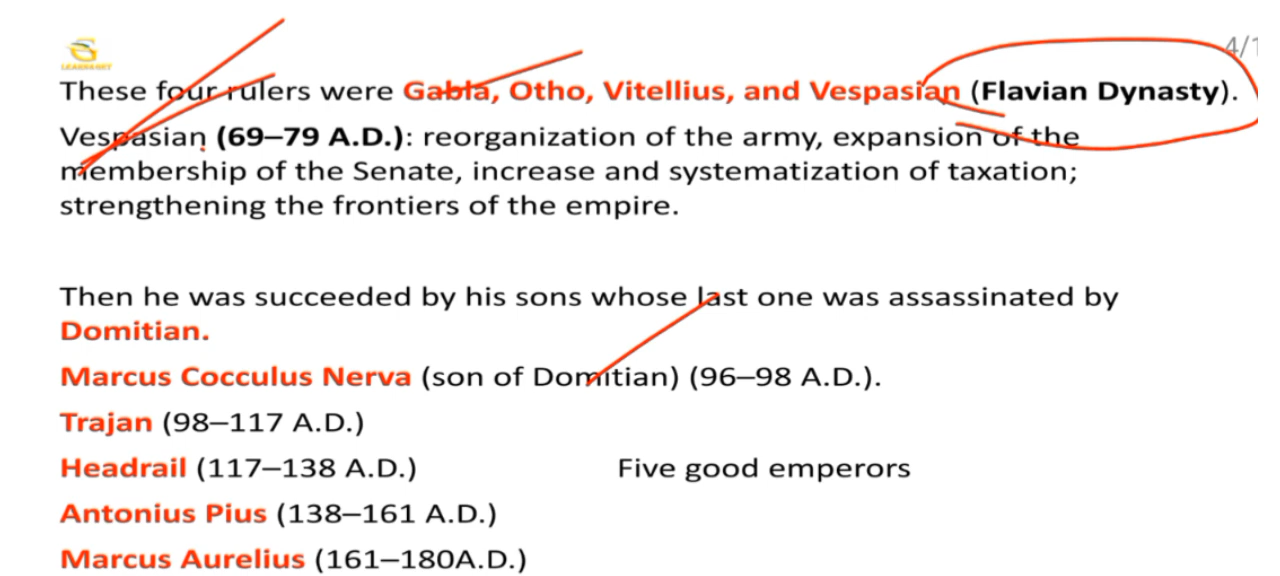 4/1
LEARNAGET
These four rulers were Gabla, Otho, Vitellius, and Vespasian (Flavian Dynasty).
Vespasian (69–79 A.D.): reorganization of the army, expansion of the
membership of the Senate, increase and systematization of taxation;
strengthening the frontiers of the empire.
Then he was succeeded by his sons whose last one was assassinated by
Domitian.
Marcus Cocculus Nerva (son of Domitian) (96–98 A.D.).
Trajan (98–117 A.D.)
Headrail (117–138 A.D.) Five good emperors
Antonius Pius (138–161 A.D.)
Marcus Aurelius (161–180A.D.)